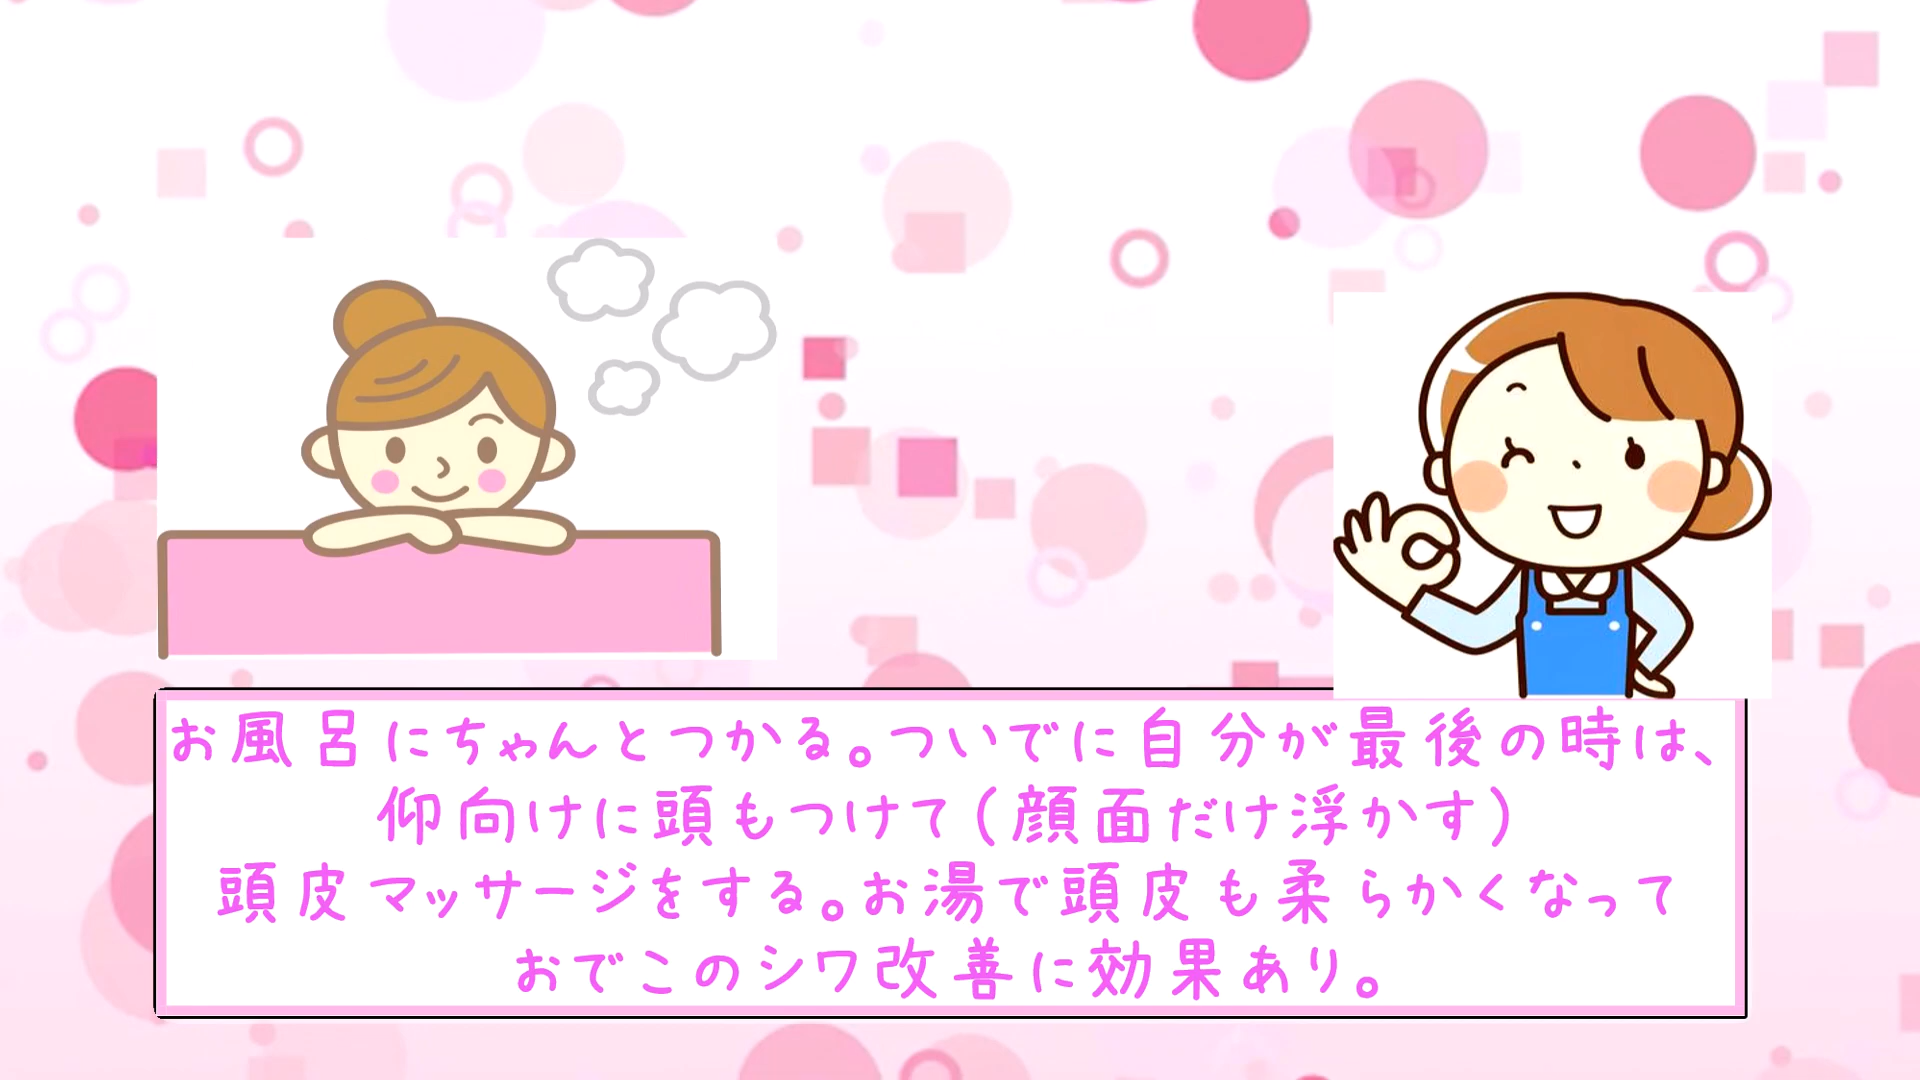 お風呂にちゃんとつかる。ついでに自分が最後の時は、
仰向けに頭もつけて(顔面だけ浮かす)
頭皮マッサージをする。お湯で頭皮も柔らかくなって
おでこのシワ改善に効果あり。